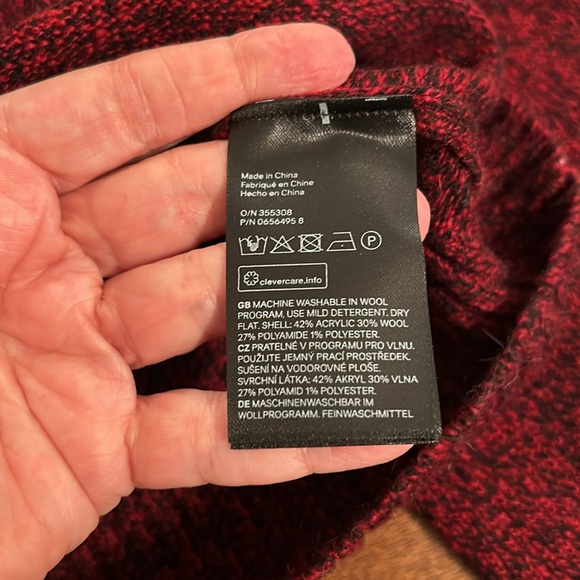 Made in China
Fabriqué en Chine
Hecho en China
O/N 355308
P/N 0656495 8
P
clevercare.info
GB MACHINE WASHABLE IN WOOL
PROGRAM, USE MILD DETERGENT. DRY
FLAT. SHELL: 42% ACRYLIC 30% WOOL
27% POLYAMIDE 1% POLYESTER.
CZ PRATELNÉ V PROGRAMU PRO VLNU.
POUŽIJTE JEMNÝ PRACÍ PROSTŘEDEK.
SUŠENÍ NA VODOROVNÉ PLOŠE.
SVRCHNÍ LÁTKA: 42% AKRYL 30% VLNA
27% POLYAMID 1% POLYESTER.
DE MASCHINENWASCHBAR IM
WOLLPROGRAMM. FEINWASCHMITTEL